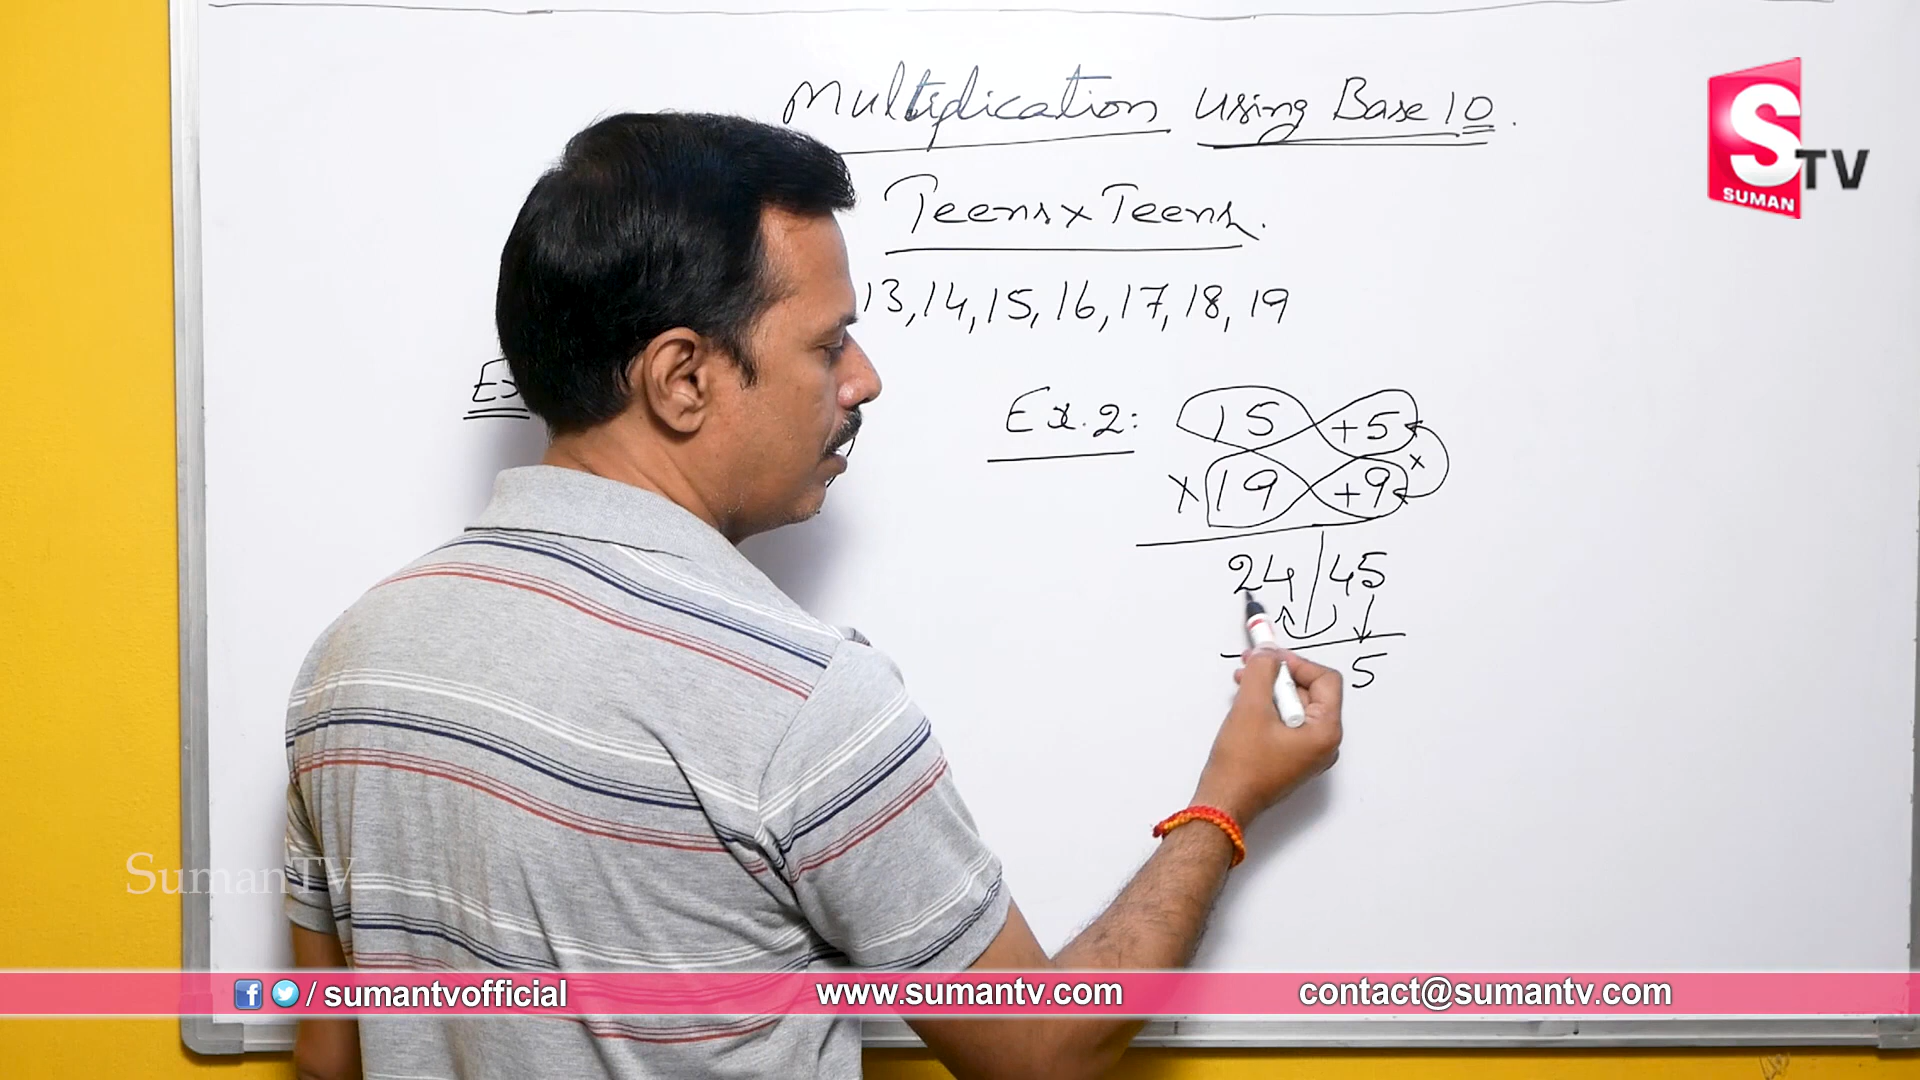 Multiplication Using Base 10.
Teens x Teens.
13, 14, 15, 16, 17, 18, 19
Ex. 2:
15 +5
x
x 19 +9
24 | 45
5
S TV
SUMAN
SumanTV
/ sumantvofficial
www.sumantv.com
contact@sumantv.com